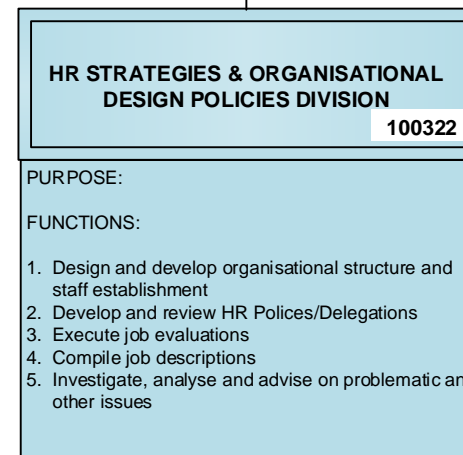 HR STRATEGIES & ORGANISATIONAL
DESIGN POLICIES DIVISION
100322
PURPOSE:
FUNCTIONS:
1. Design and develop organisational structure and
staff establishment
2. Develop and review HR Polices/Delegations
3. Execute job evaluations
4. Compile job descriptions
5. Investigate, analyse and advise on problematic
other issues